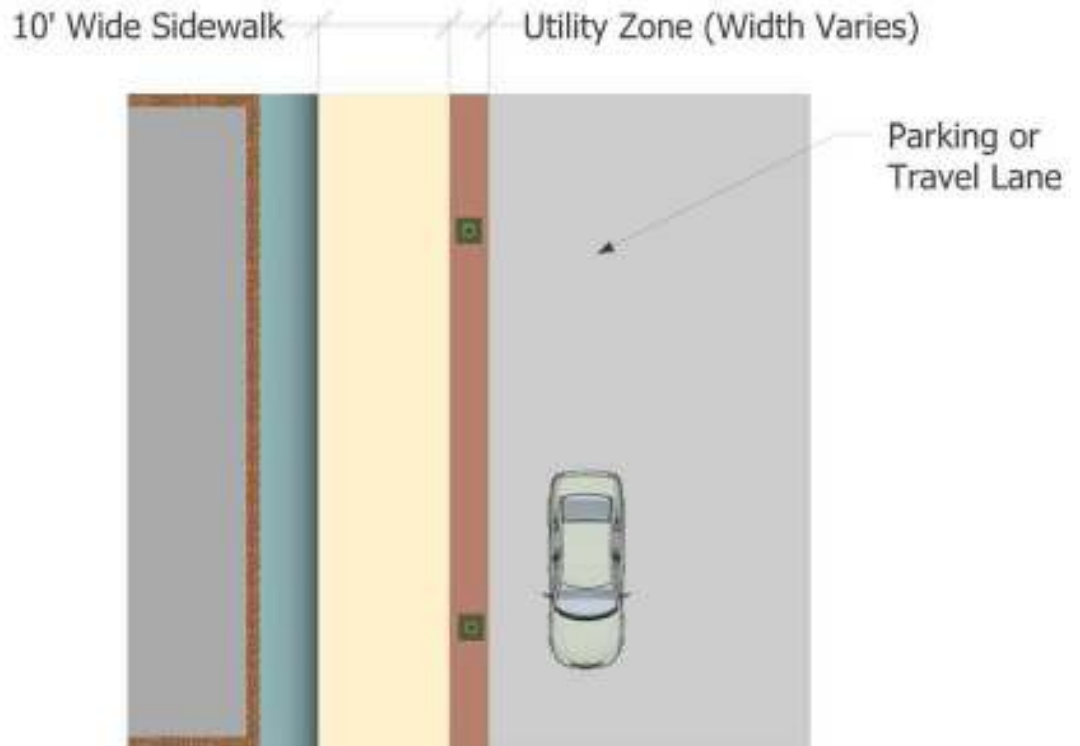 10' Wide Sidewalk
Utility Zone (Width Varies)
Parking or
Travel Lane